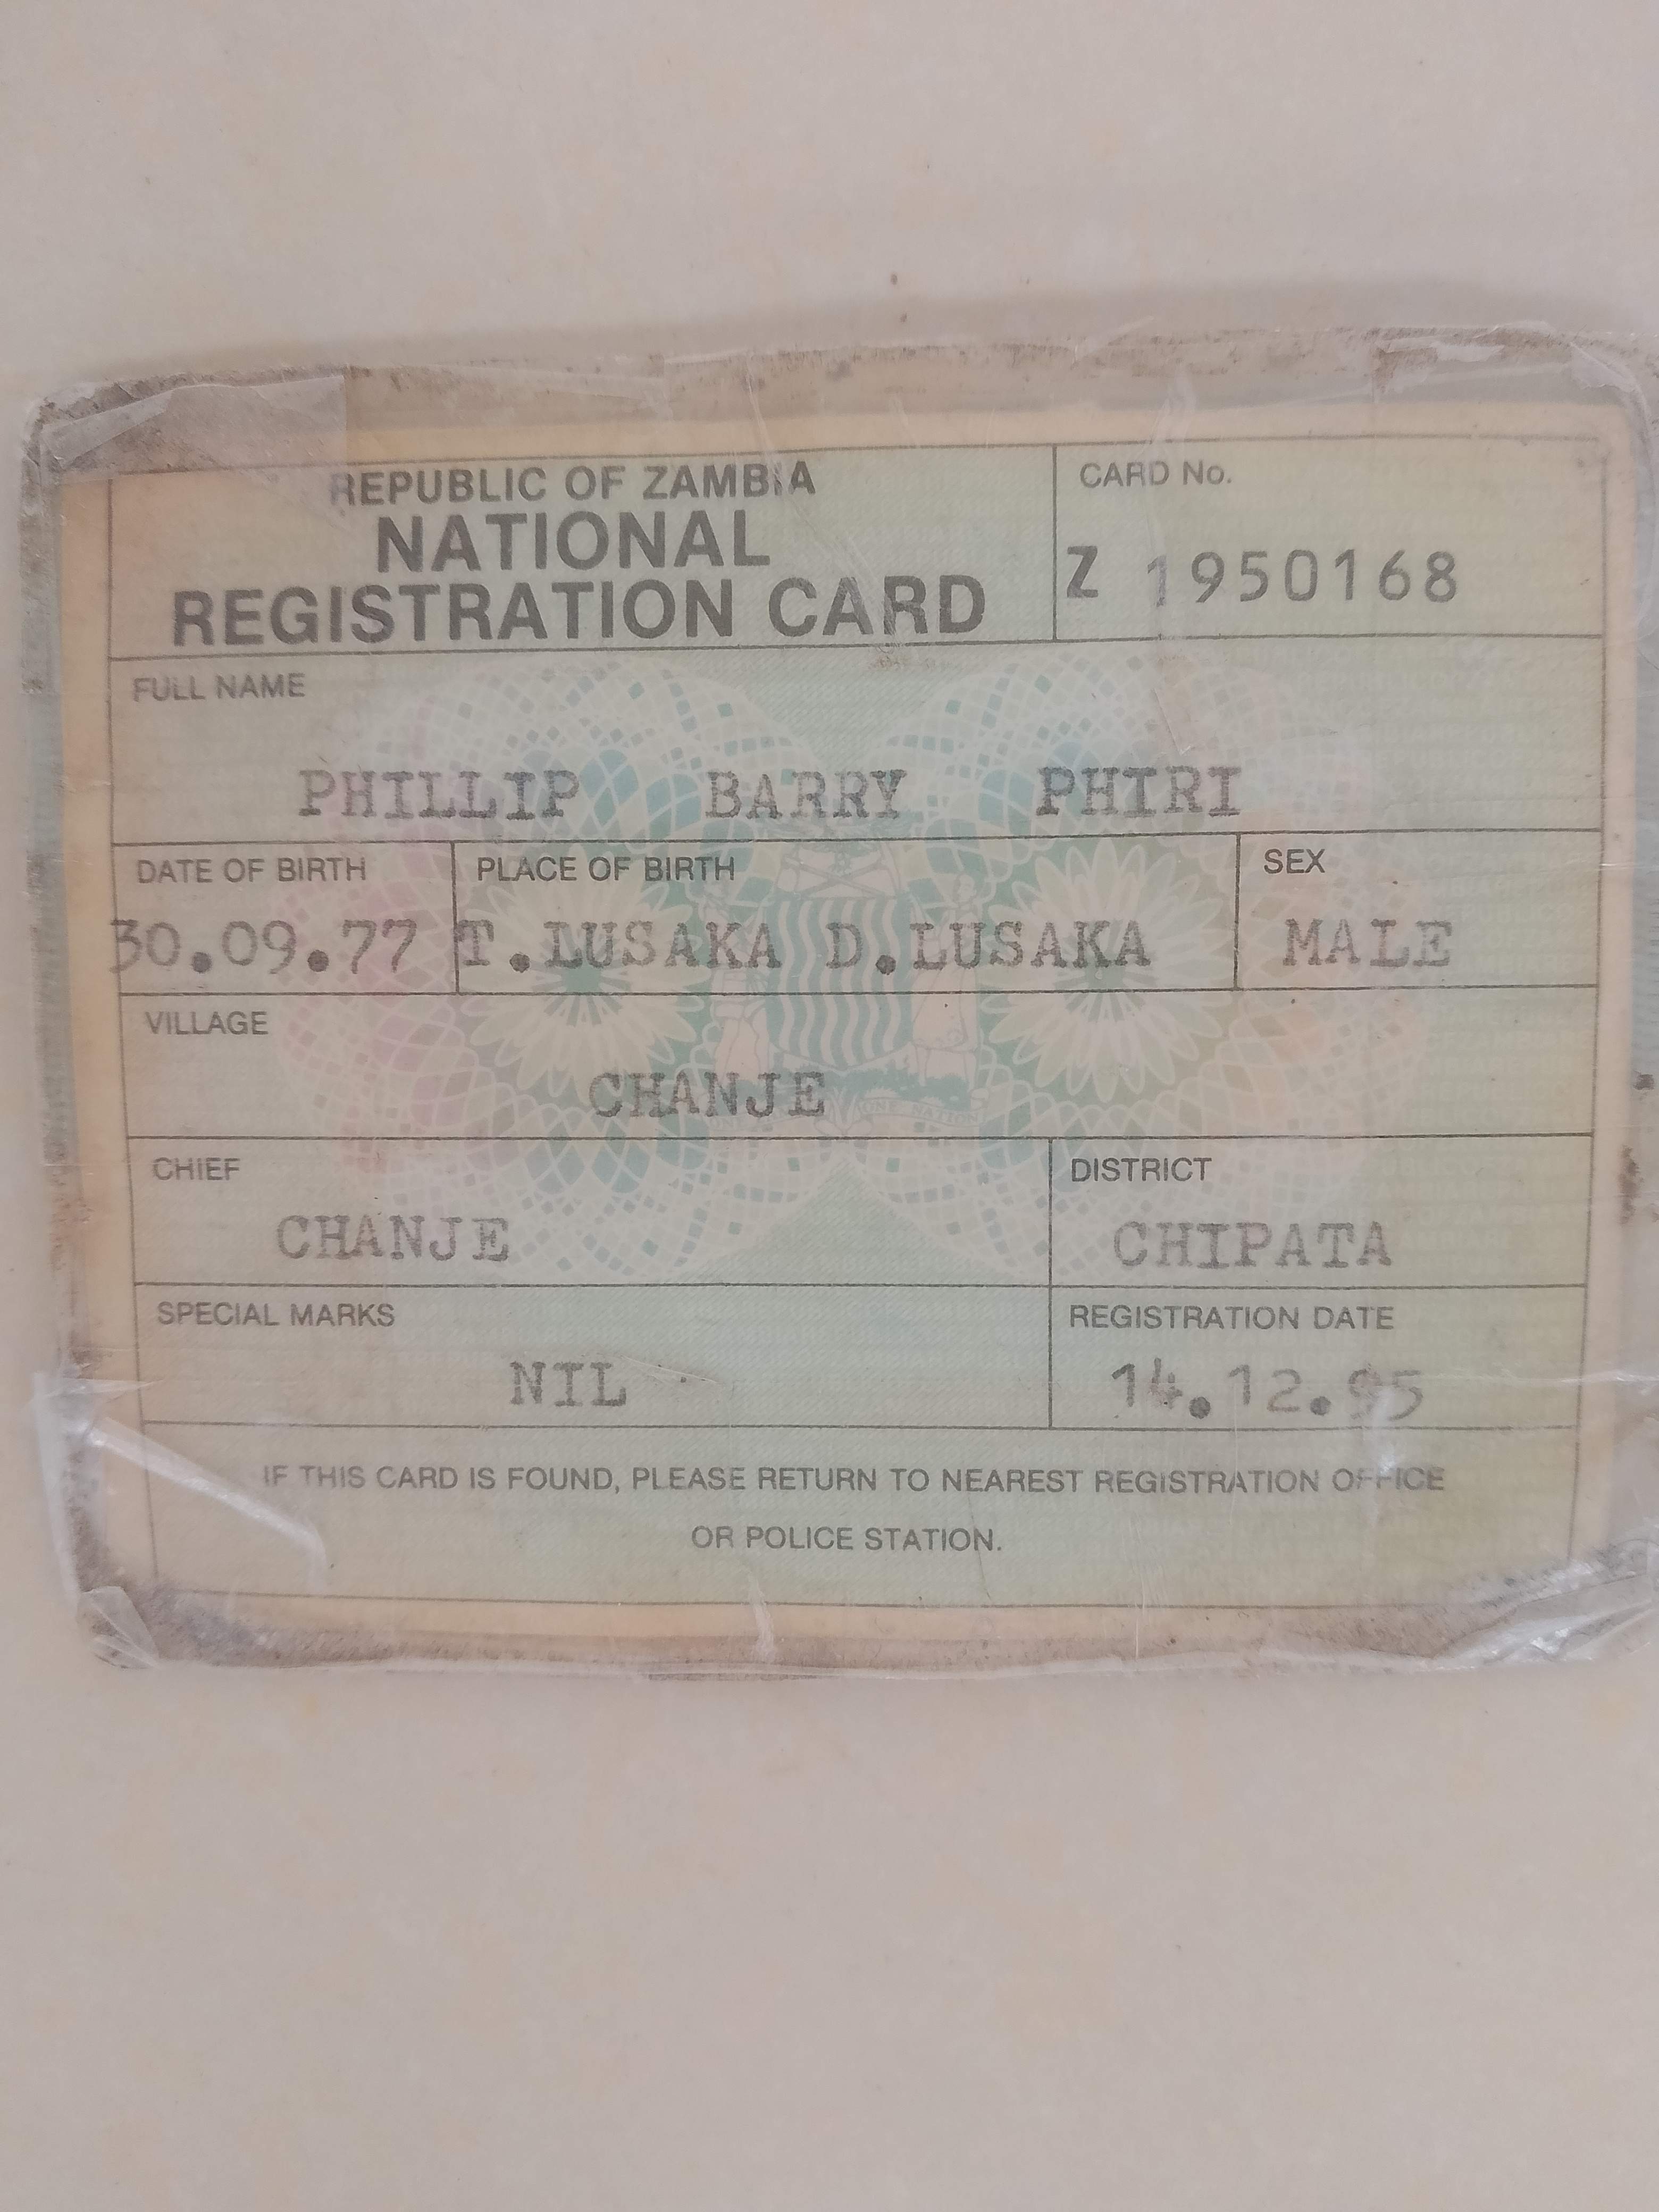 REPUBLIC OF ZAMBIA
NATIONAL
REGISTRATION CARD
CARD No.
Z 1950168
FULL NAME
PHILLIP BARRY PHIRI
DATE OF BIRTH
30.09.77
PLACE OF BIRTH
T.LUSAKA D.LUSAKA
SEX
MALE
VILLAGE
CHANJE
ONE NATION
CHIEF
CHANJE
DISTRICT
CHIPATA
SPECIAL MARKS
NIL
REGISTRATION DATE
14.12.95
IF THIS CARD IS FOUND, PLEASE RETURN TO NEAREST REGISTRATION OFFICE
OR POLICE STATION.